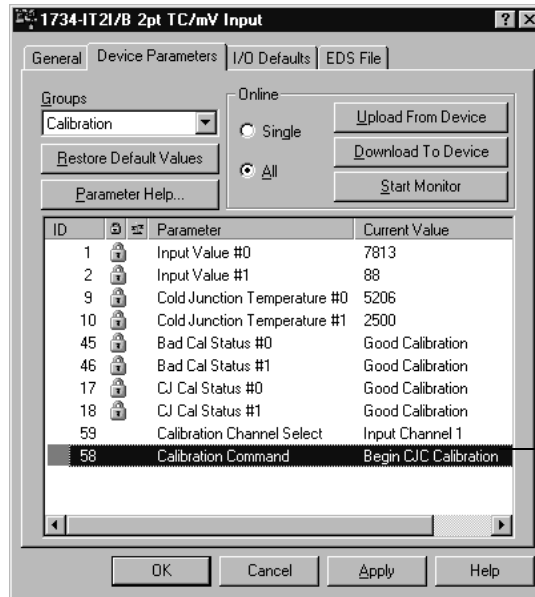 1734-IT2I/B 2pt TC/mV Input
General Device Parameters I/O Defaults EDS File
Groups
Calibration
Restore Default Values
Parameter Help...
Online
Single
All
Upload From Device
Download To Device
Start Monitor
ID Parameter Current Value
1 Input Value #0 7813
2 Input Value #1 88
9 Cold Junction Temperature #0 5206
10 Cold Junction Temperature #1 2500
45 Bad Cal Status #0 Good Calibration
46 Bad Cal Status #1 Good Calibration
17 CJ Cal Status #0 Good Calibration
18 CJ Cal Status #1 Good Calibration
59 Calibration Channel Select Input Channel 1
58 Calibration Command Begin CJC Calibration
OK Cancel Apply Help